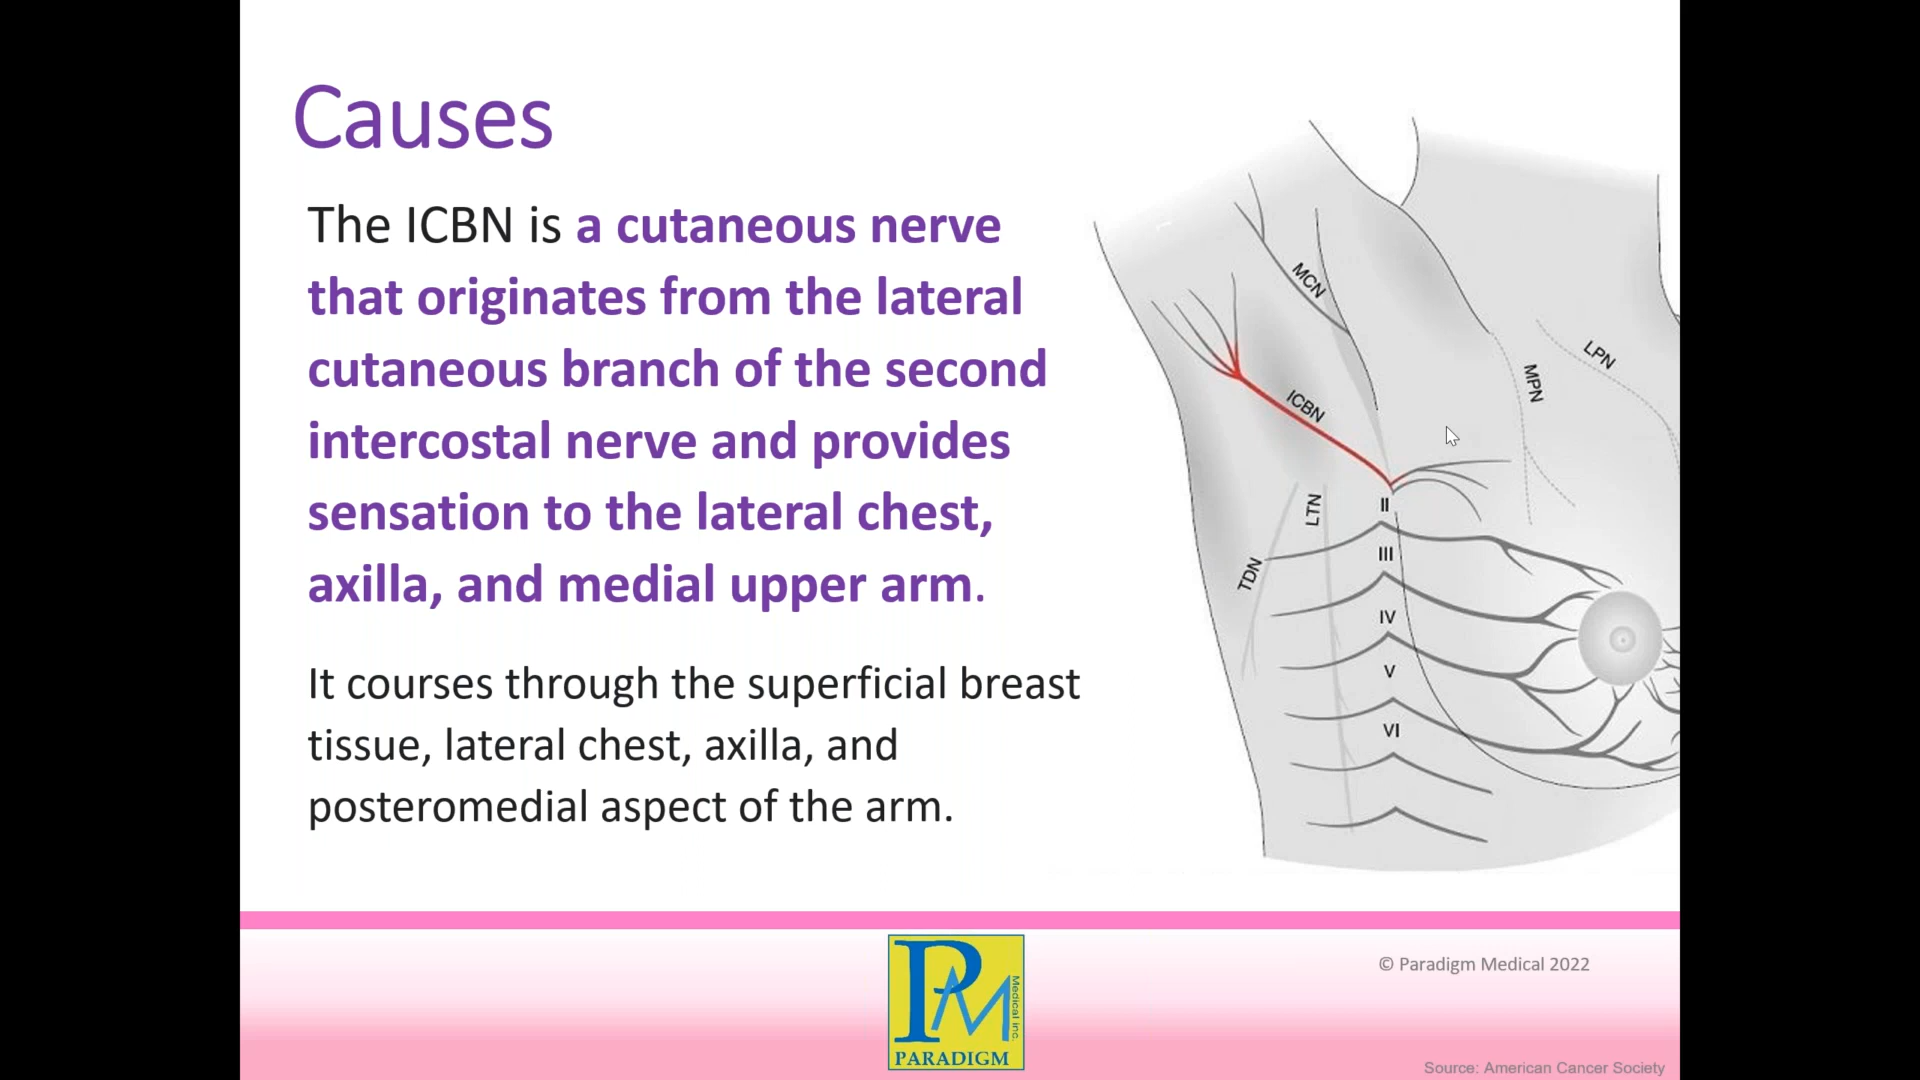 Causes
The ICBN is a cutaneous nerve
that originates from the lateral
cutaneous branch of the second
intercostal nerve and provides
sensation to the lateral chest,
axilla, and medial upper arm.
It courses through the superficial breast
tissue, lateral chest, axilla, and
posteromedial aspect of the arm.
MCN
LPN
MPN
ICBN
LTN
II
III
TDN
IV
V
VI
PM
Medical inc.
PARADIGM
© Paradigm Medical 2022
Source: American Cancer Society